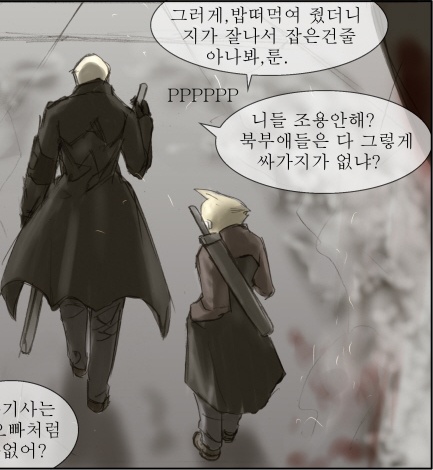 그러게,밥떠먹여 줬더니
지가 잘나서 잡은건줄
아나봐,룬.
PPPPPP
니들 조용안해?
북부애들은 다 그렇게
싸가지가 없냐?
기사는
오빠처럼
없어?